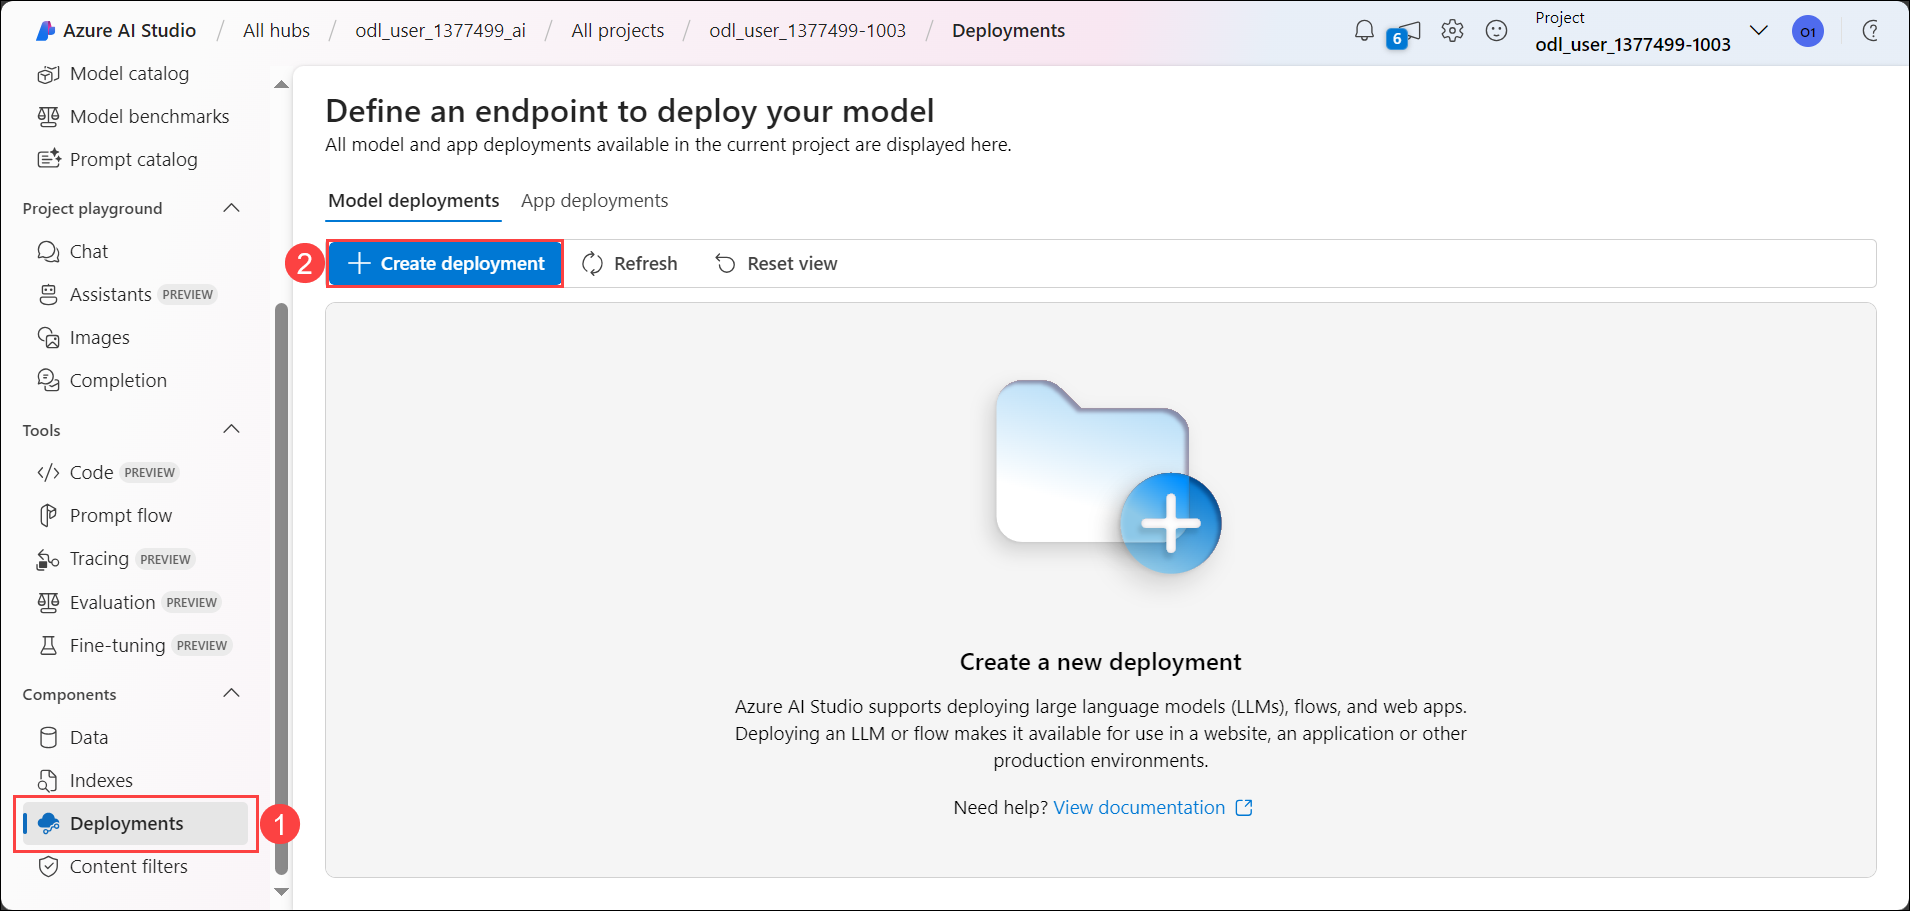 Azure AI Studio / All hubs / odl_user_1377499_ai / All projects / odl_user_1377499-1003 / Deployments
6
Project
odl_user_1377499-1003
O1
Model catalog
Model benchmarks
Prompt catalog
Project playground
Chat
Assistants PREVIEW
Images
Completion
Tools
Code PREVIEW
Prompt flow
Tracing PREVIEW
Evaluation PREVIEW
Fine-tuning PREVIEW
Components
Data
Indexes
Deployments
1
Content filters
Define an endpoint to deploy your model
All model and app deployments available in the current project are displayed here.
Model deployments App deployments
2 Create deployment Refresh Reset view
Create a new deployment
Azure AI Studio supports deploying large language models (LLMs), flows, and web apps.
Deploying an LLM or flow makes it available for use in a website, an application or other
production environments.
Need help? View documentation